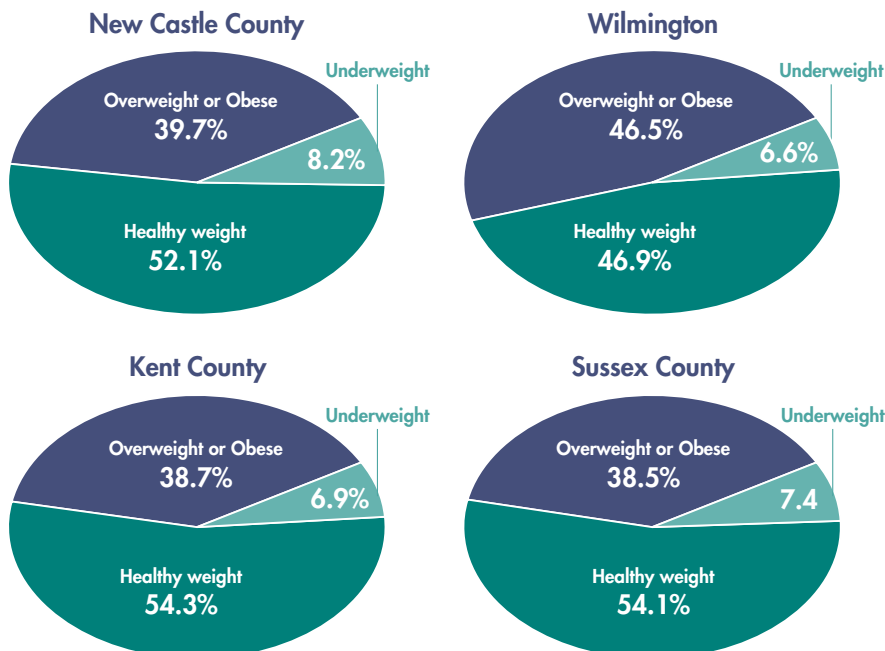 New Castle County
Underweight
Overweight or Obese
39.7%
8.2%
Healthy weight
52.1%
Wilmington
Underweight
Overweight or Obese
46.5%
6.6%
Healthy weight
46.9%
Kent County
Underweight
Overweight or Obese
38.7%
6.9%
Healthy weight
54.3%
Sussex County
Underweight
Overweight or Obese
38.5%
7.4
Healthy weight
54.1%